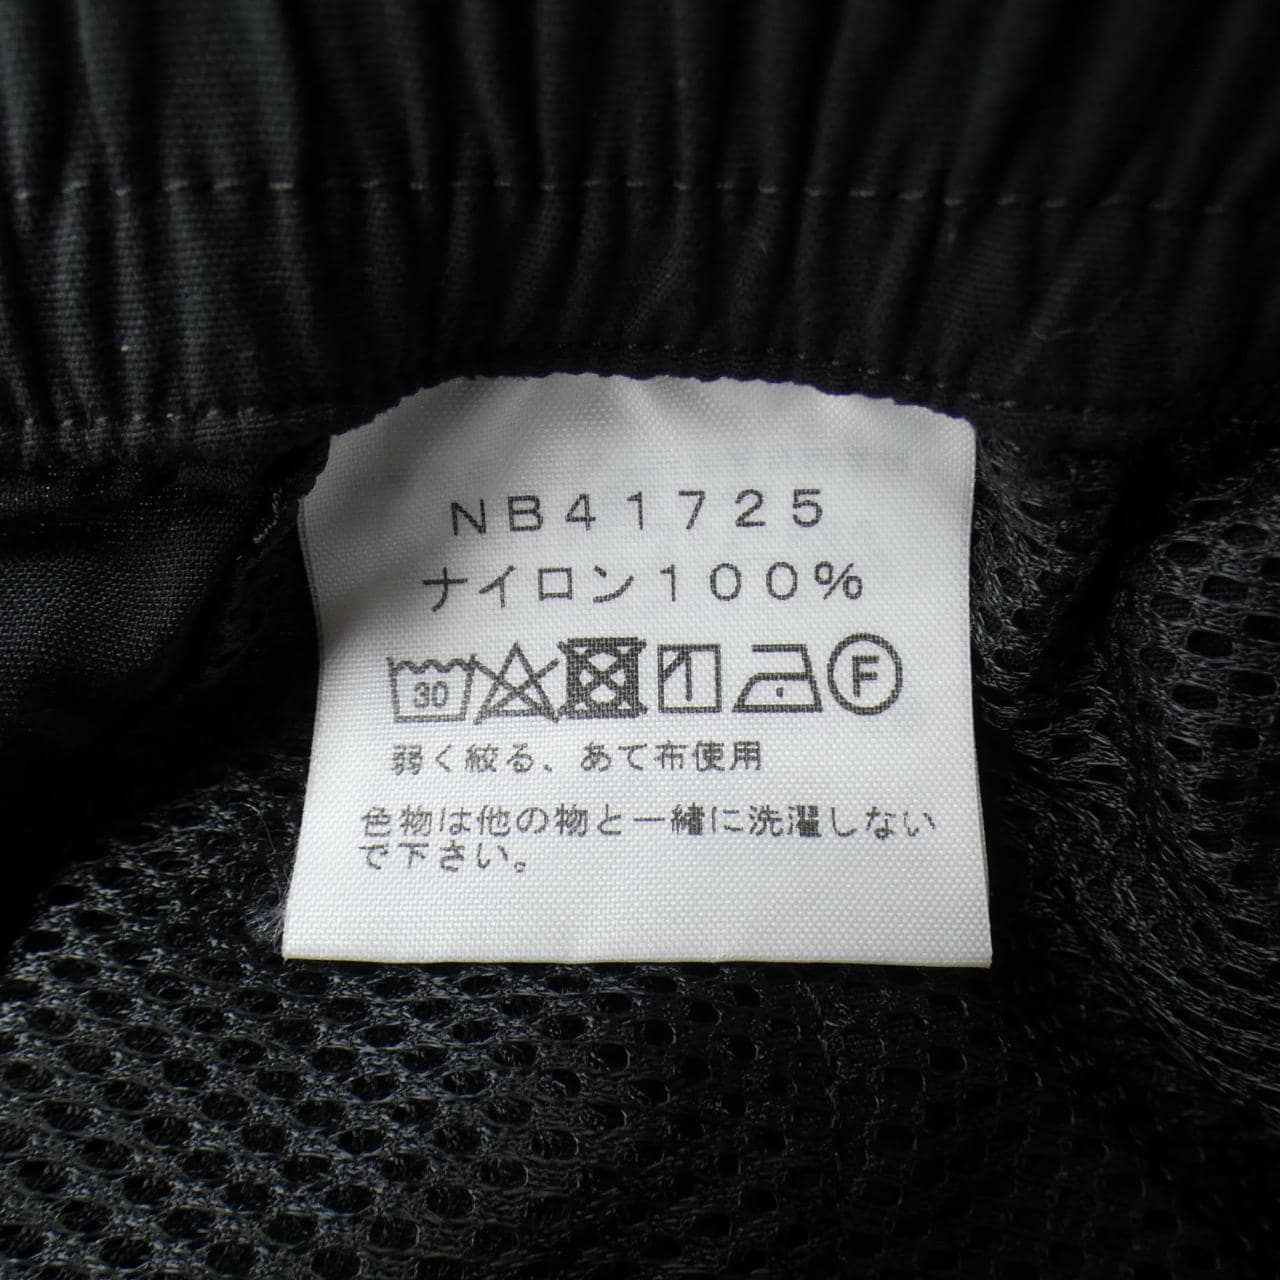 NB41725
ナイロン100%
30 F
弱く絞る、あて布使用
色物は他の物と一緒に洗濯しない
で下さい。